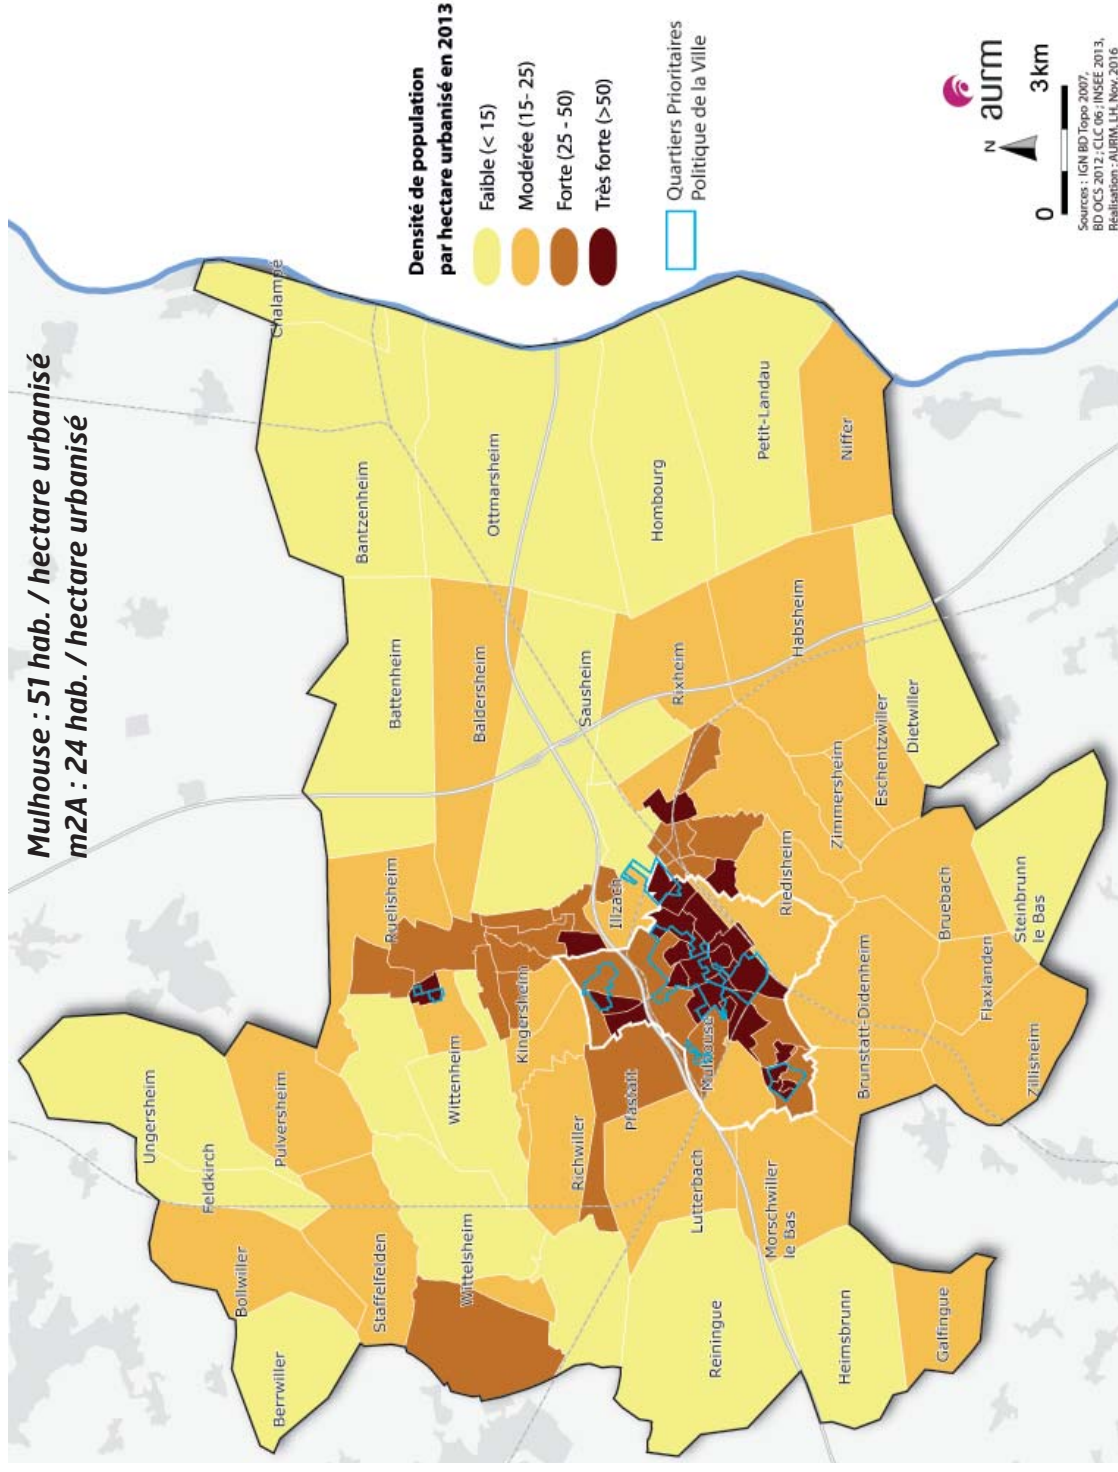 Mulhouse : 51 hab. / hectare urbanisé
m2A : 24 hab. / hectare urbanisé
Densité de population
par hectare urbanisé en 2013
Faible (< 15)
Modérée (15- 25)
Forte (25 - 50)
Très forte (>50)
Quartiers Prioritaires
Politique de la Ville
Chalampé
Bantzenheim
Ottmarsheim
Hombourg
Petit-Landau
Niffer
Battenheim
Baldersheim
Sausheim
Rixheim
Habsheim
Dietwiller
Eschentzwiller
Zimmersheim
Ruelisheim
Illzach
Riedisheim
Bruebach
Steinbrunn
le Bas
Flaxlanden
Zillisheim
Brunstatt-Didenheim
Kingersheim
Mulhouse
Wittenheim
Pfastatt
Richwiller
Lutterbach
Morschwiller
le Bas
Ungersheim
Pulversheim
Feldkirch
Bollwiller
Staffelfelden
Wittelsheim
Berrwiller
Reiningue
Heimsbrunn
Galfingue
N
aurm
0
3km
Sources : IGN BD Topo 2007,
BD OCS 2012 ; CLC 06 ; INSEE 2013,
Réalisation : AURM, LH, Nov. 2016